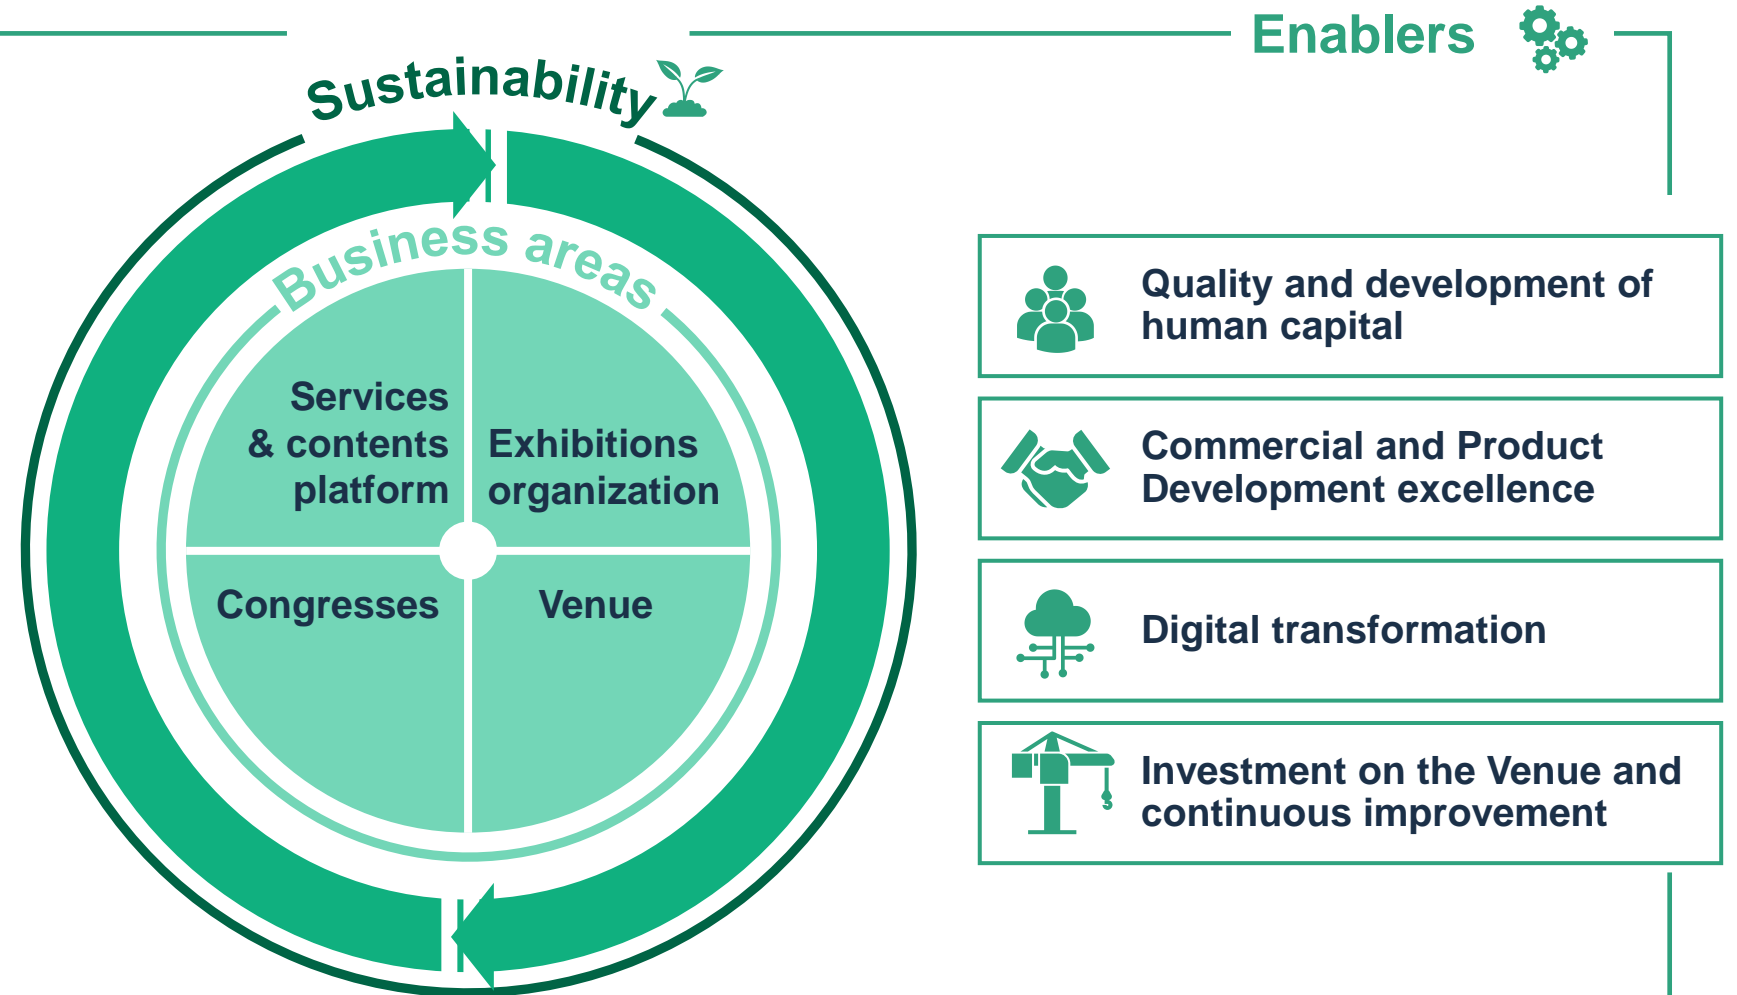 Enablers
Sustainability
Business areas
Services
& contents
platform
Exhibitions
organization
Congresses
Venue
Quality and development of
human capital
Commercial and Product
Development excellence
Digital transformation
Investment on the Venue and
continuous improvement